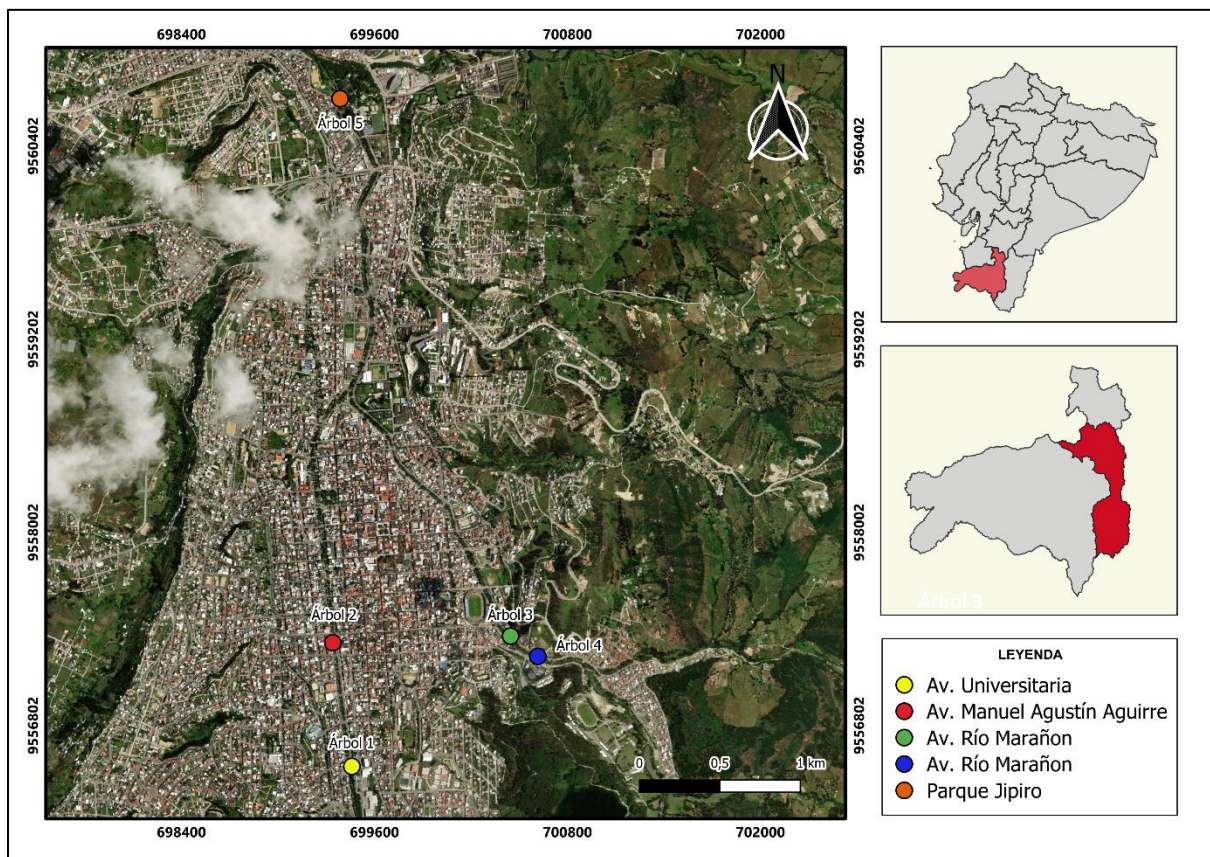 698400
699600
700800
702000
N
9560402
9560402
Árbol 5
9559202
9559202
9558002
9558002
Árbol 2
Árbol 3
Árbol 4
Árbol 3
9556802
9556802
Árbol 1
0
0,5
1 km
698400
699600
700800
702000
LEYENDA
Av. Universitaria
Av. Manuel Agustín Aguirre
Av. Río Marañon
Av. Río Marañon
Parque Jipiro